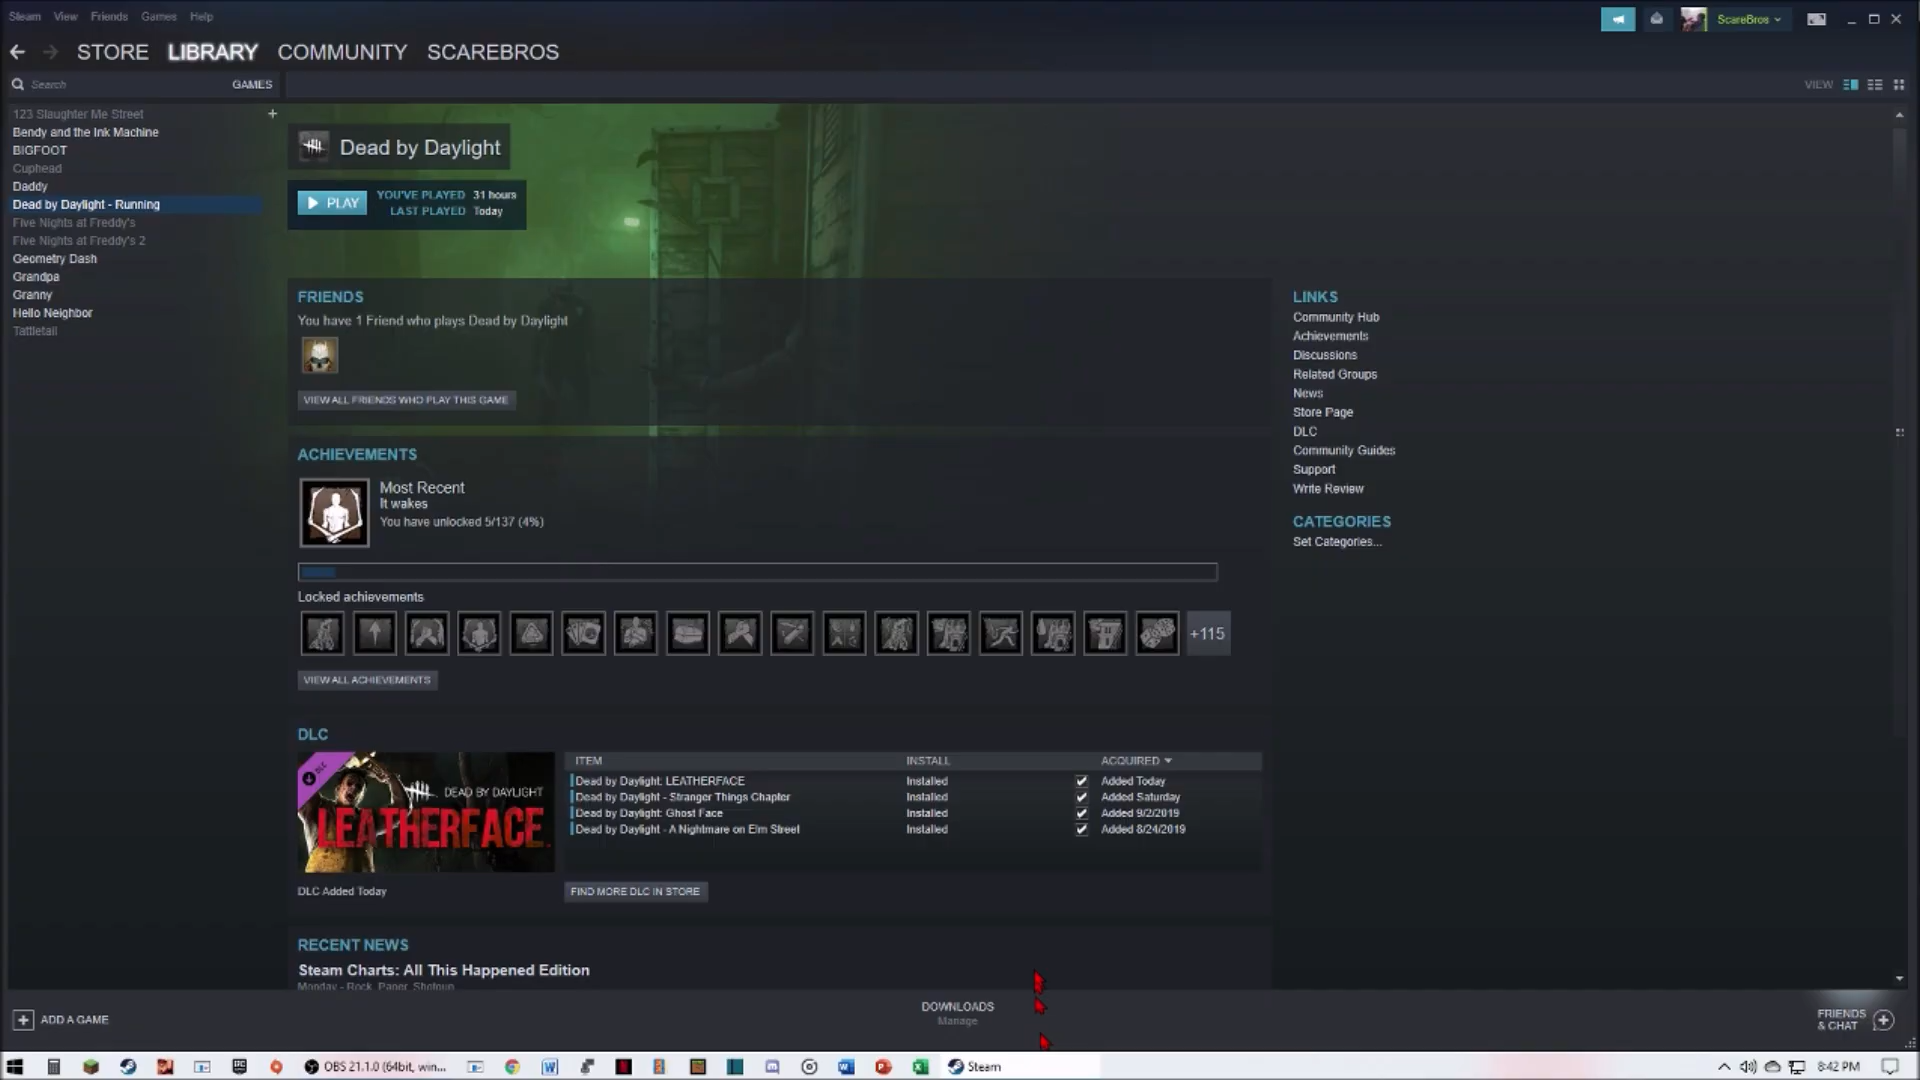 Steam View Friends Games Help
ScareBros
STORE LIBRARY COMMUNITY SCAREBROS
Search GAMES
VIEW
123 Slaughter Me Street
Bendy and the Ink Machine
BIGFOOT
Cuphead
Daddy
Dead by Daylight - Running
Five Nights at Freddy's
Five Nights at Freddy's 2
Geometry Dash
Grandpa
Granny
Hello Neighbor
Tattletail
Dead by Daylight
PLAY
YOU'VE PLAYED 31 hours
LAST PLAYED Today
FRIENDS
You have 1 Friend who plays Dead by Daylight
VIEW ALL FRIENDS WHO PLAY THIS GAME
ACHIEVEMENTS
Most Recent
It wakes
You have unlocked 5/137 (4%)
Locked achievements
+115
VIEW ALL ACHIEVEMENTS
DLC
DLC
DEAD BY DAYLIGHT
LEATHERFACE
DLC Added Today
ITEM INSTALL ACQUIRED
Dead by Daylight: LEATHERFACE Installed Added Today
Dead by Daylight - Stranger Things Chapter Installed Added Saturday
Dead by Daylight: Ghost Face Installed Added 9/2/2019
Dead by Daylight - A Nightmare on Elm Street Installed Added 8/24/2019
FIND MORE DLC IN STORE
RECENT NEWS
Steam Charts: All This Happened Edition
Monday - Rock, Paper, Shotgun
LINKS
Community Hub
Achievements
Discussions
Related Groups
News
Store Page
DLC
Community Guides
Support
Write Review
CATEGORIES
Set Categories...
ADD A GAME
DOWNLOADS
Manage
FRIENDS
& CHAT
OBS 21.1.0 (64bit, win...
Steam
8:42 PM